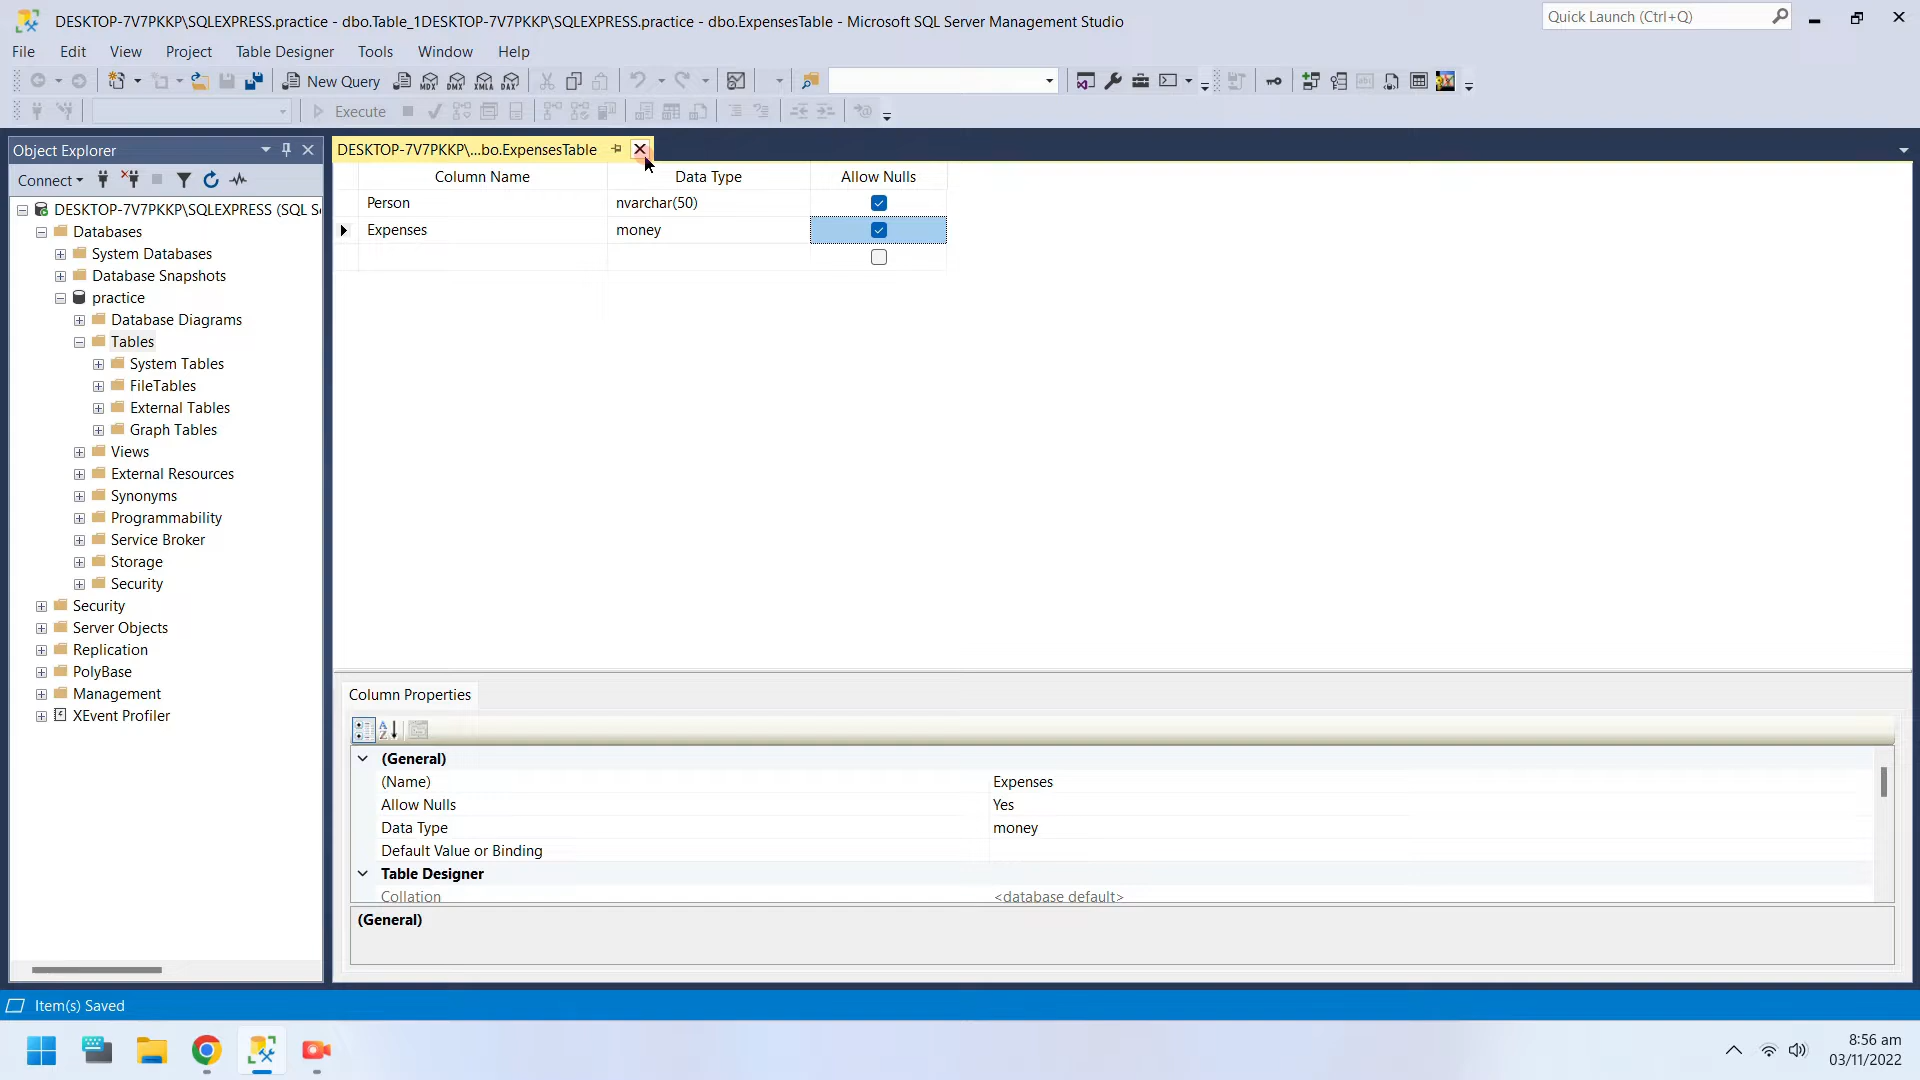 DESKTOP-7V7PKKP\SQLEXPRESS.practice - dbo.Table_1DESKTOP-7V7PKKP\SQLEXPRESS.practice - dbo.ExpensesTable - Microsoft SQL Server Management Studio
Quick Launch (Ctrl+Q)
File Edit View Project Table Designer Tools Window Help
New Query MDX DMX XMLA DAX
Execute
Object Explorer
DESKTOP-7V7PKKP\...bo.ExpensesTable
Connect
Column Name Data Type Allow Nulls
Person nvarchar(50)
Expenses money
DESKTOP-7V7PKKP\SQLEXPRESS (SQL S
Databases
System Databases
Database Snapshots
practice
Database Diagrams
Tables
System Tables
FileTables
External Tables
Graph Tables
Views
External Resources
Synonyms
Programmability
Service Broker
Storage
Security
Security
Server Objects
Replication
PolyBase
Management
XEvent Profiler
Column Properties
(General)
(Name) Expenses
Allow Nulls Yes
Data Type money
Default Value or Binding
Table Designer
Collation <database default>
(General)
Item(s) Saved
8:56 am
03/11/2022